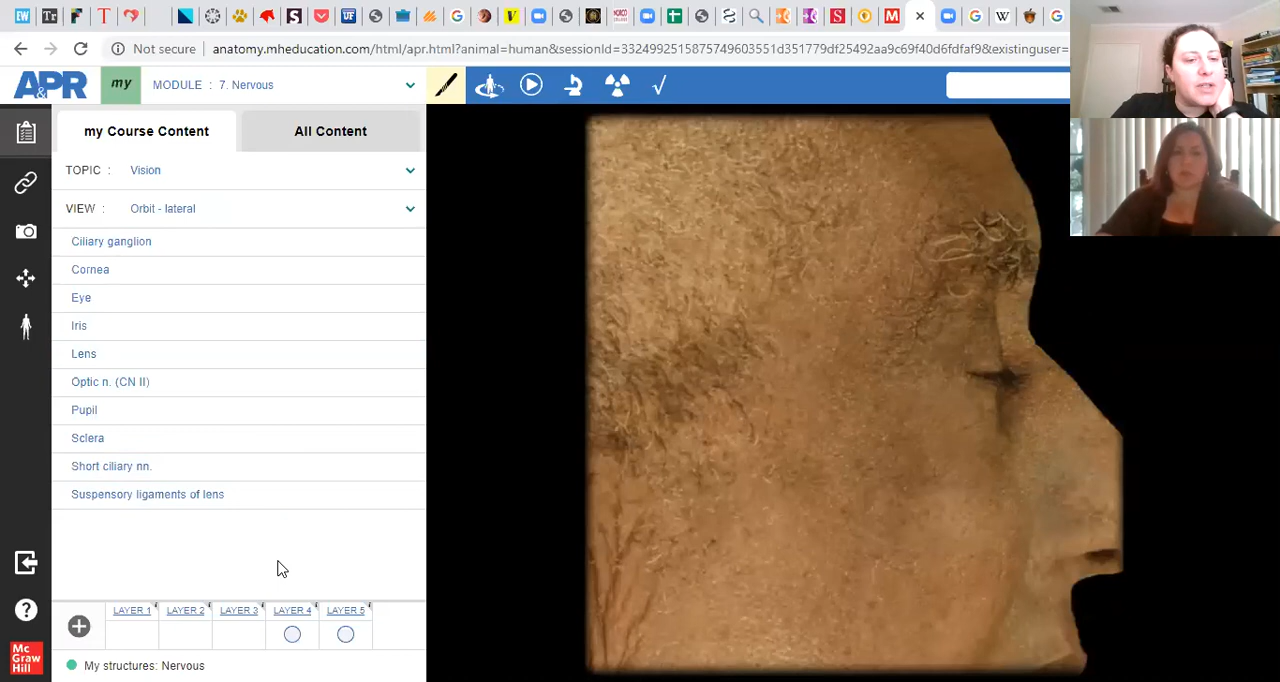 Not secure
anatomy.mheducation.com/html/apr.html?animal=human&sessionId=3324992515875749603551d351779df25492aa9c69f40d6fdfaf9&existinguser=
A&PR
my
MODULE : 7. Nervous
my Course Content
All Content
TOPIC : Vision
VIEW : Orbit - lateral
Ciliary ganglion
Cornea
Eye
Iris
Lens
Optic n. (CN II)
Pupil
Sclera
Short ciliary nn.
Suspensory ligaments of lens
LAYER 1 LAYER 2 LAYER 3 LAYER 4 LAYER 5
My structures: Nervous
Mc
Graw
Hill